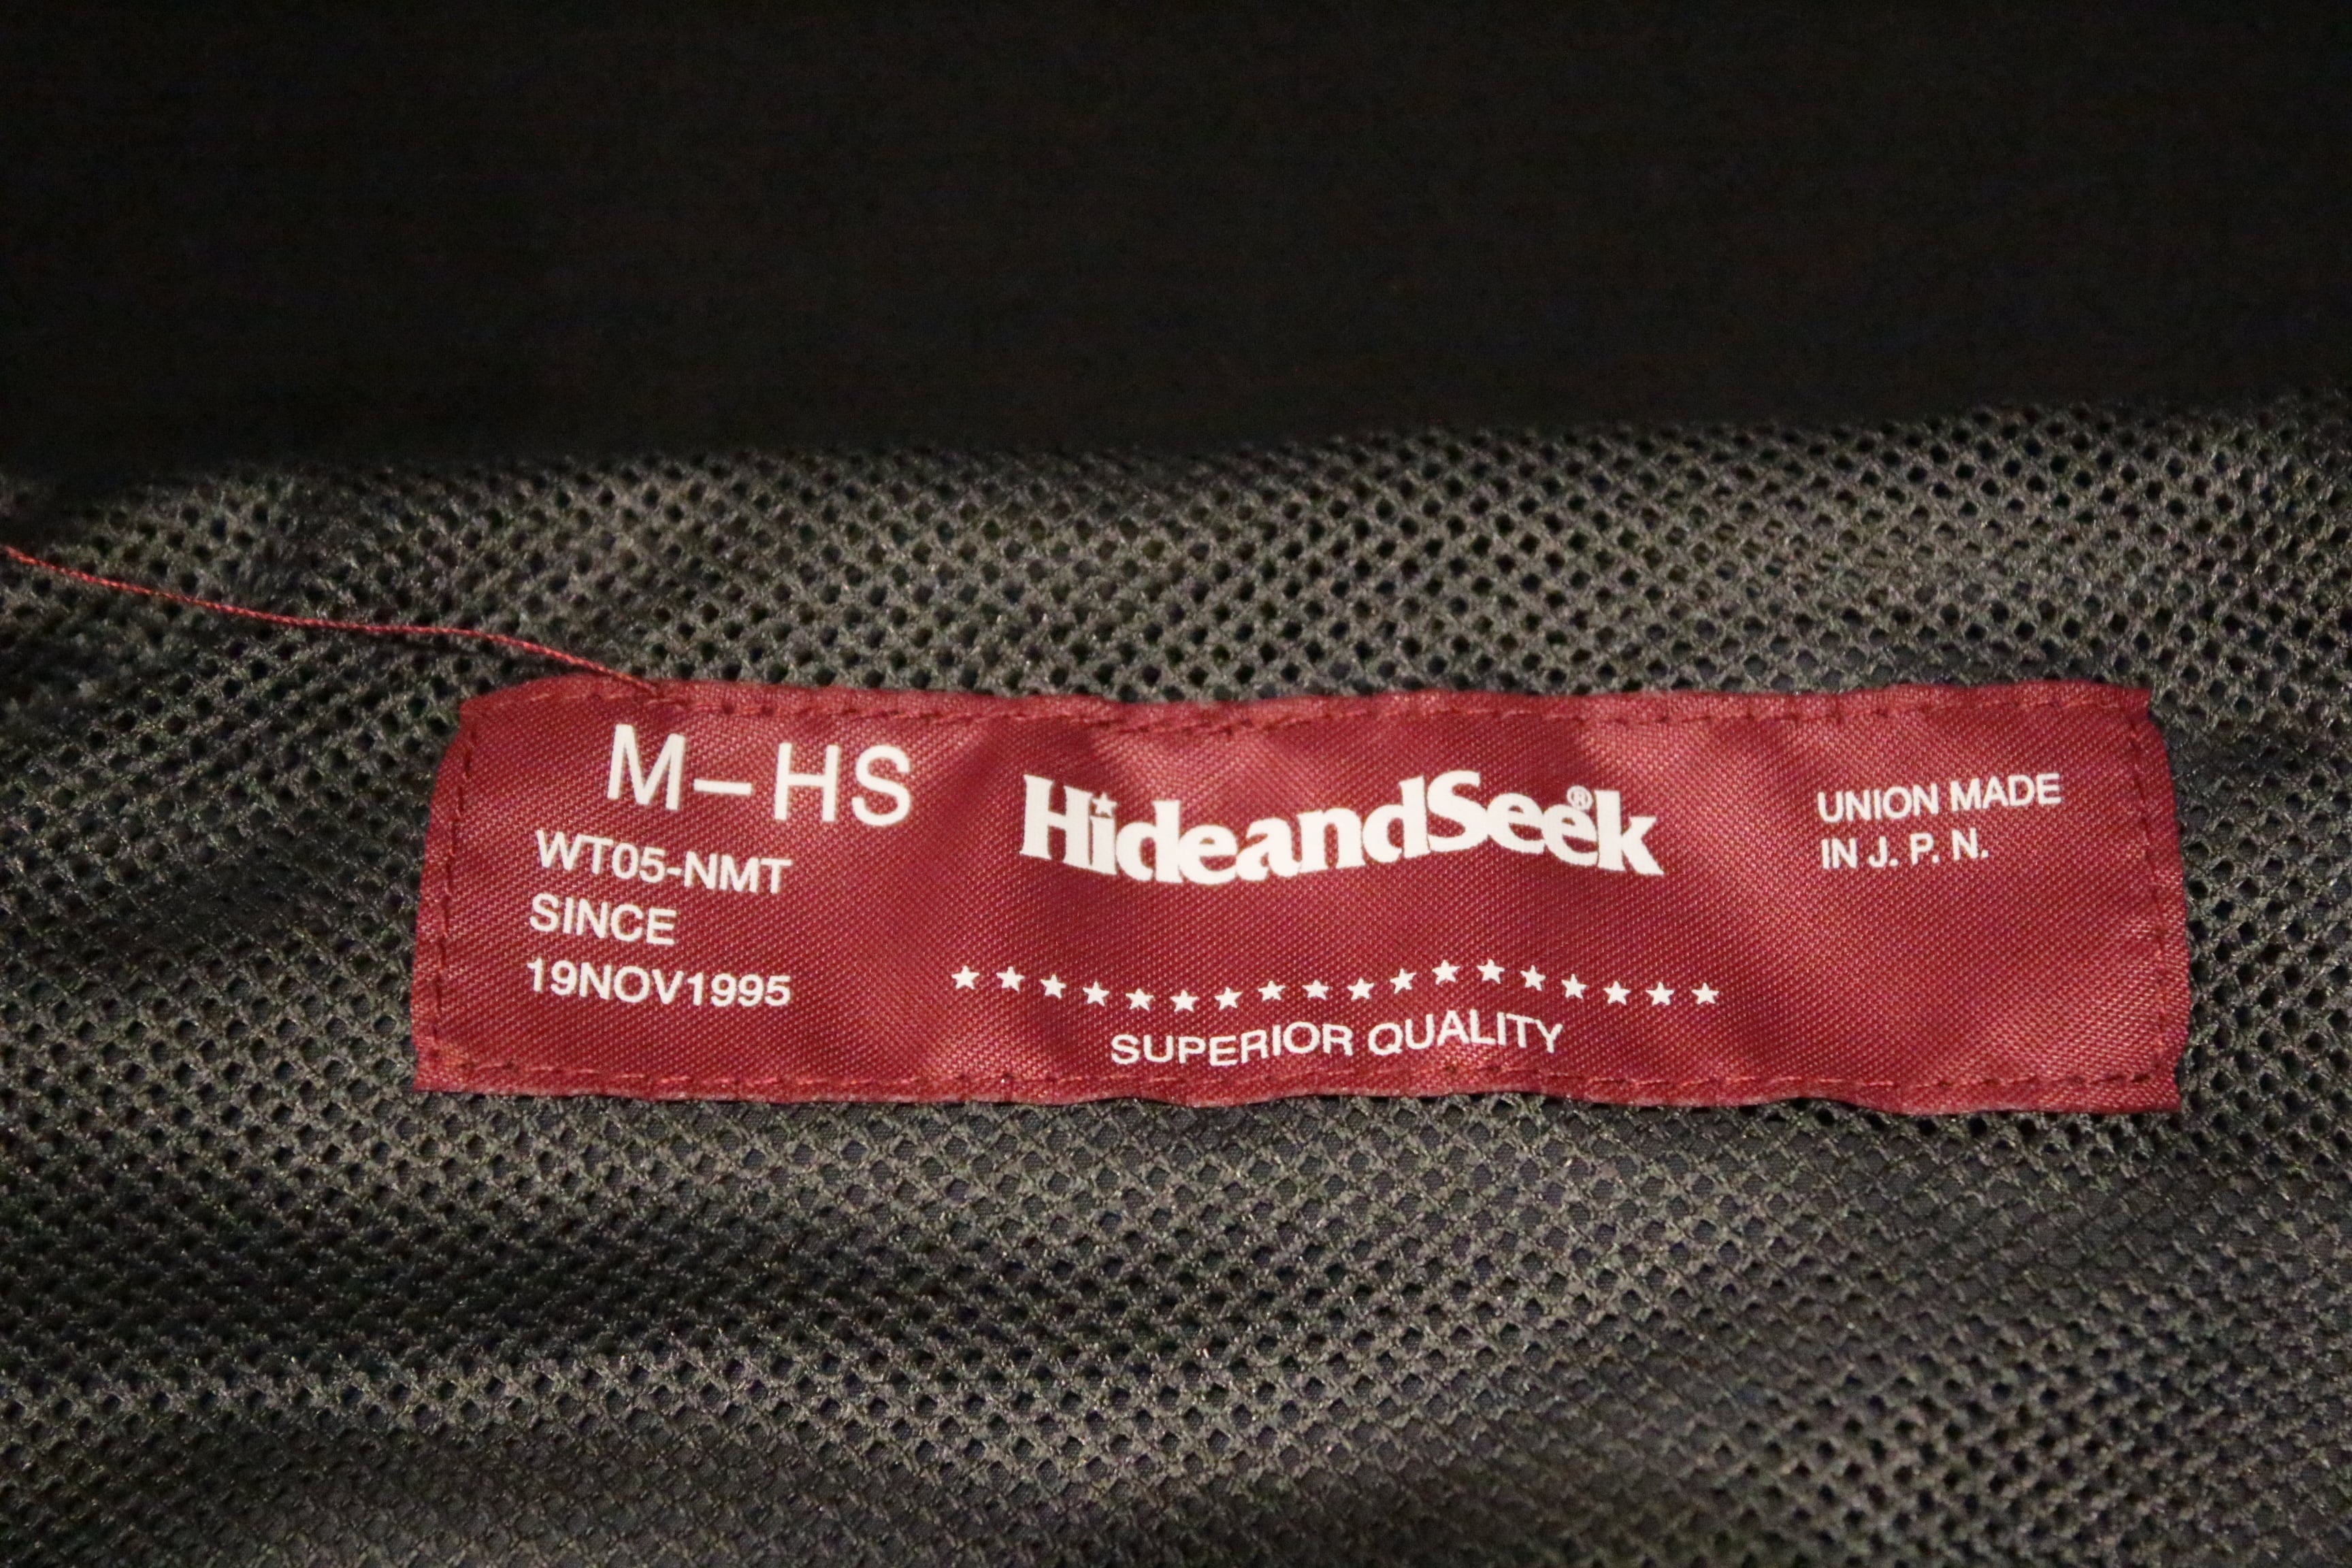 M-HS
WT05-NMT
SINCE
19NOV1995
HideandSeek®
SUPERIOR QUALITY
UNION MADE
IN J. P. N.